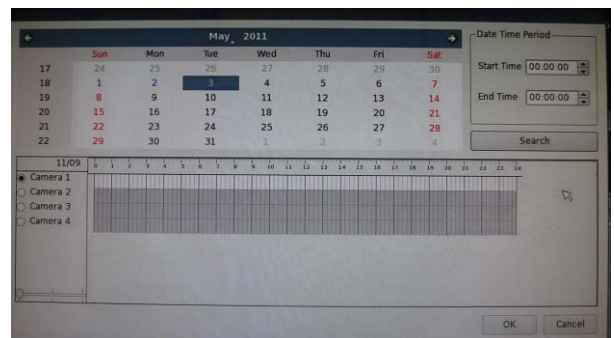 May, 2011
Date Time Period
Sun Mon Tue Wed Thu Fri Sat
17 24 25 26 27 28 29 30
Start Time 00:00:00
18 1 2 3 4 5 6 7
19 8 9 10 11 12 13 14
End Time 00:00:00
20 15 16 17 18 19 20 21
21 22 23 24 25 26 27 28
22 29 30 31 1 2 3 4
Search
11/09 0 1 2 3 4 5 6 7 8 9 10 11 12 13 14 15 16 17 18 19 20 21 22 23 24
Camera 1
Camera 2
Camera 3
Camera 4
OK Cancel